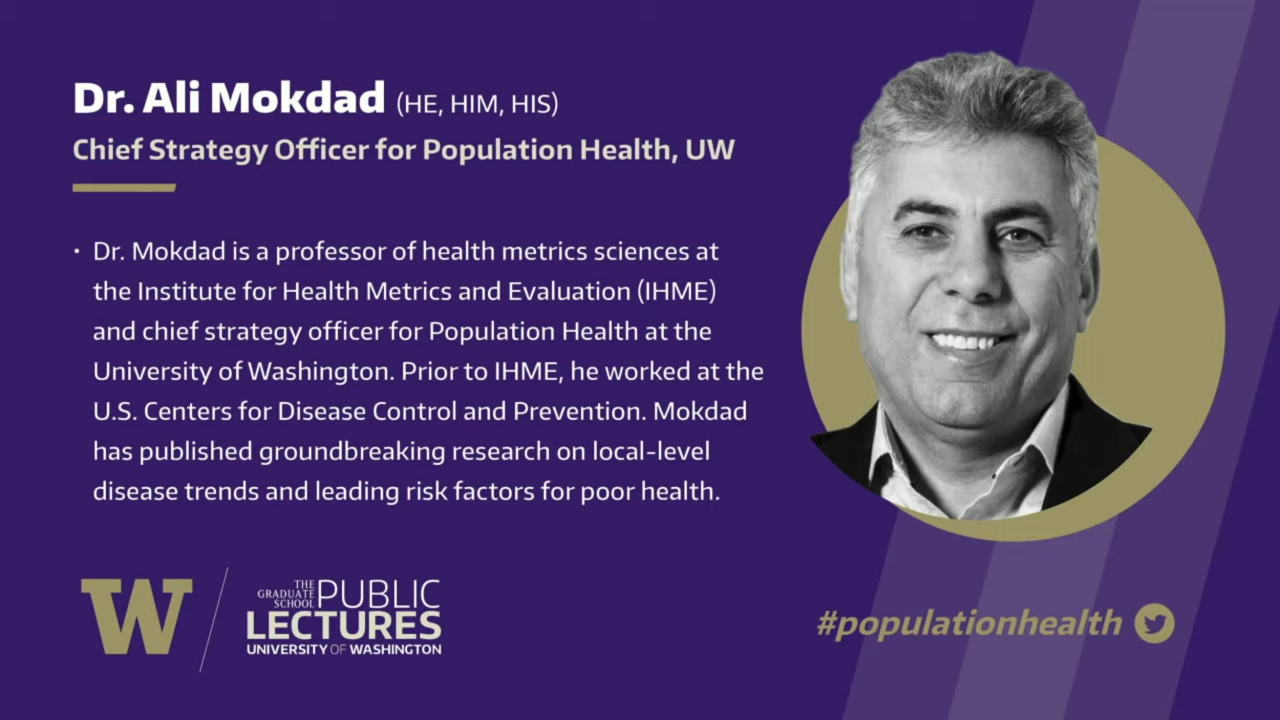 Dr. Ali Mokdad (HE, HIM, HIS)
Chief Strategy Officer for Population Health, UW
• Dr. Mokdad is a professor of health metrics sciences at
the Institute for Health Metrics and Evaluation (IHME)
and chief strategy officer for Population Health at the
University of Washington. Prior to IHME, he worked at the
U.S. Centers for Disease Control and Prevention. Mokdad
has published groundbreaking research on local-level
disease trends and leading risk factors for poor health.
W
THE
GRADUATE
SCHOOL
PUBLIC
LECTURES
UNIVERSITY OF WASHINGTON
#populationhealth